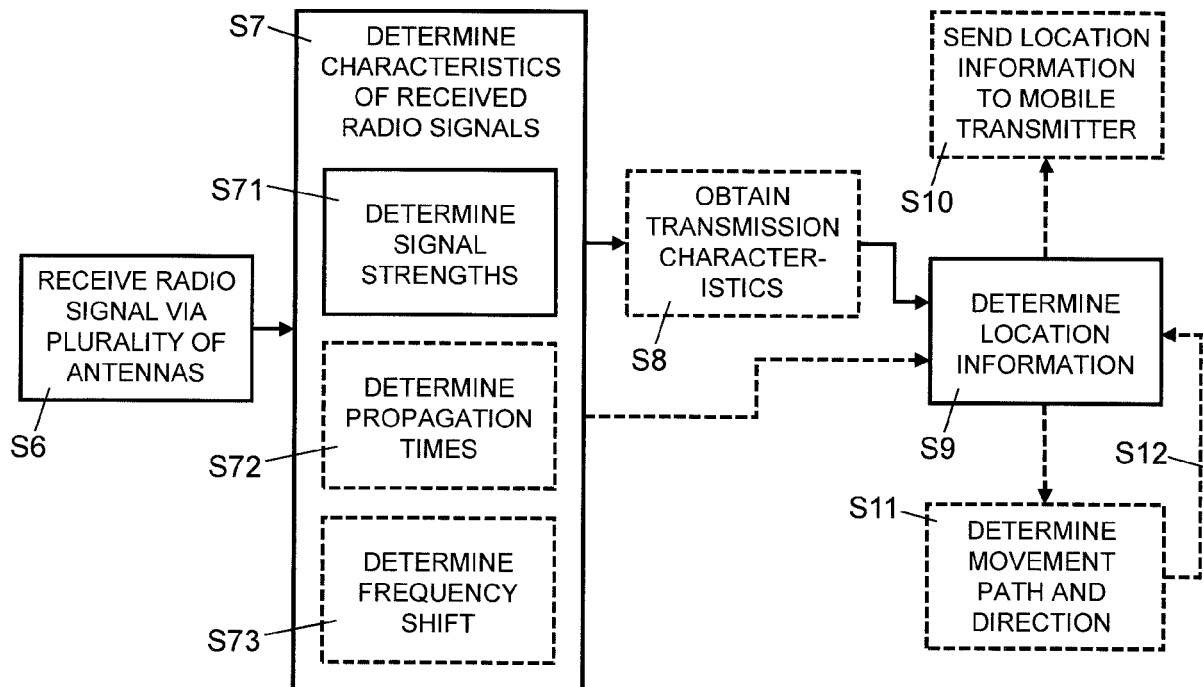 S7
DETERMINE
CHARACTERISTICS
OF RECEIVED
RADIO SIGNALS
S71
DETERMINE
SIGNAL
STRENGTHS
RECEIVE RADIO
SIGNAL VIA
PLURALITY OF
ANTENNAS
S6
DETERMINE
PROPAGATION
TIMES
S72
DETERMINE
FREQUENCY
SHIFT
S73
OBTAIN
TRANSMISSION
CHARACTER-
ISTICS
S8
SEND LOCATION
INFORMATION
TO MOBILE
TRANSMITTER
S10
DETERMINE
LOCATION
INFORMATION
S9
S12
S11
DETERMINE
MOVEMENT
PATH AND
DIRECTION